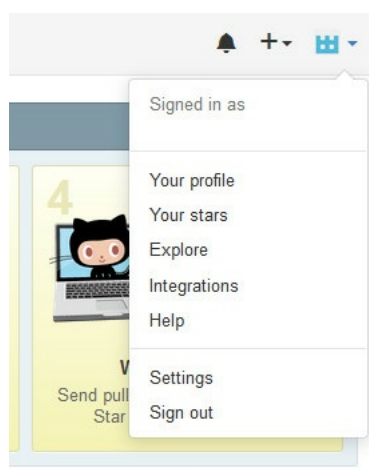 Signed in as
Your profile
Your stars
Explore
Integrations
Help
Settings
Sign out
4
Send pull
Star